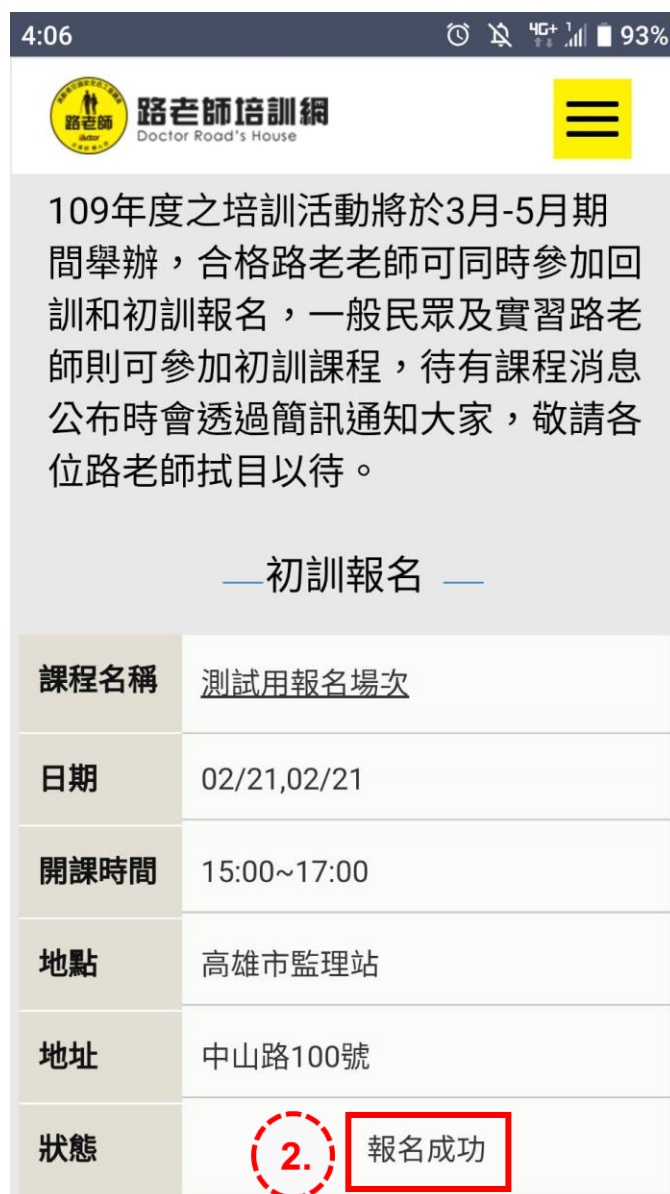 4:06 4G+ 93%
路老師 路老師培訓網
Doctor Road's House
109年度之培訓活動將於3月-5月期
間舉辦，合格路老老師可同時參加回
訓和初訓報名，一般民眾及實習路老
師則可參加初訓課程，待有課程消息
公布時會透過簡訊通知大家，敬請各
位路老師拭目以待。
初訓報名
課程名稱 測試用報名場次
日期 02/21,02/21
開課時間 15:00~17:00
地點 高雄市監理站
地址 中山路100號
狀態 2. 報名成功